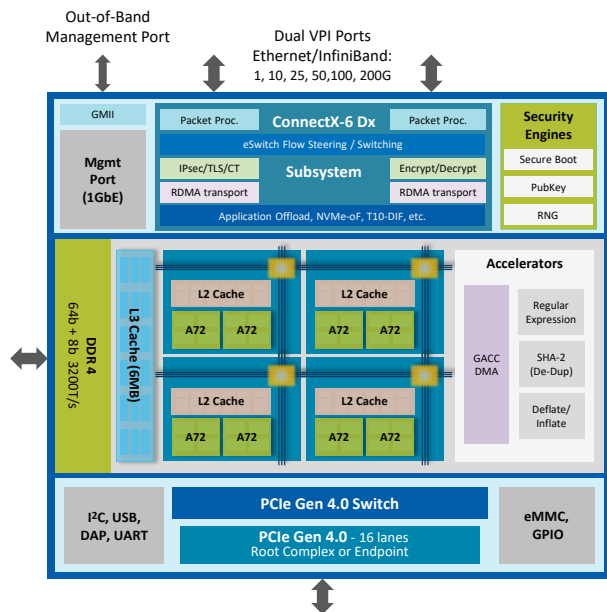 Out-of-Band
Management Port
Dual VPI Ports
Ethernet/InfiniBand:
1, 10, 25, 50,100, 200G
GMII
Mgmt
Port
(1GbE)
Packet Proc.
ConnectX-6 Dx
Packet Proc.
eSwitch Flow Steering / Switching
IPsec/TLS/CT
Subsystem
Encrypt/Decrypt
RDMA transport
RDMA transport
Application Offload, NVMe-oF, T10-DIF, etc.
Security
Engines
Secure Boot
PubKey
RNG
DDR 4
64b + 8b 3200T/s
L3 Cache (6MB)
L2 Cache
A72
A72
L2 Cache
A72
A72
L2 Cache
A72
A72
L2 Cache
A72
A72
Accelerators
GACC
DMA
Regular
Expression
SHA-2
(De-Dup)
Deflate/
Inflate
I²C, USB,
DAP, UART
PCIe Gen 4.0 Switch
PCIe Gen 4.0 - 16 lanes
Root Complex or Endpoint
eMMC,
GPIO